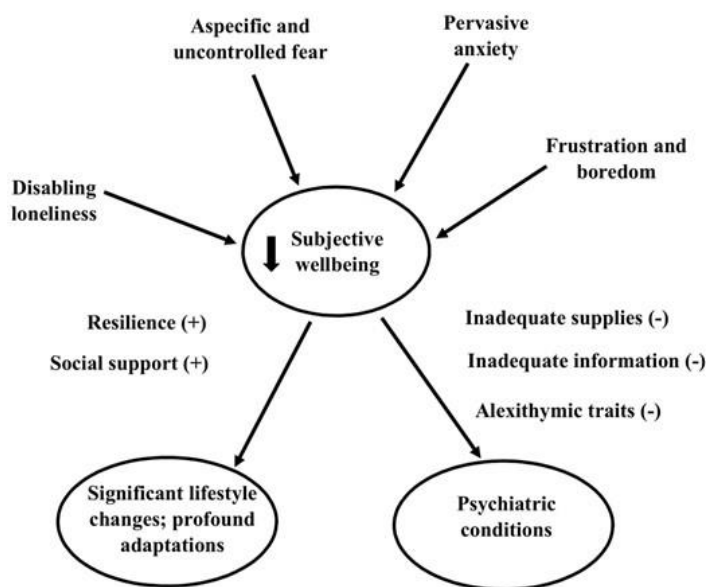 Aspecific and
uncontrolled fear
Pervasive
anxiety
Frustration and
boredom
Disabling
loneliness
Subjective
wellbeing
Resilience (+)
Social support (+)
Inadequate supplies (-)
Inadequate information (-)
Alexithymic traits (-)
Significant lifestyle
changes; profound
adaptations
Psychiatric
conditions